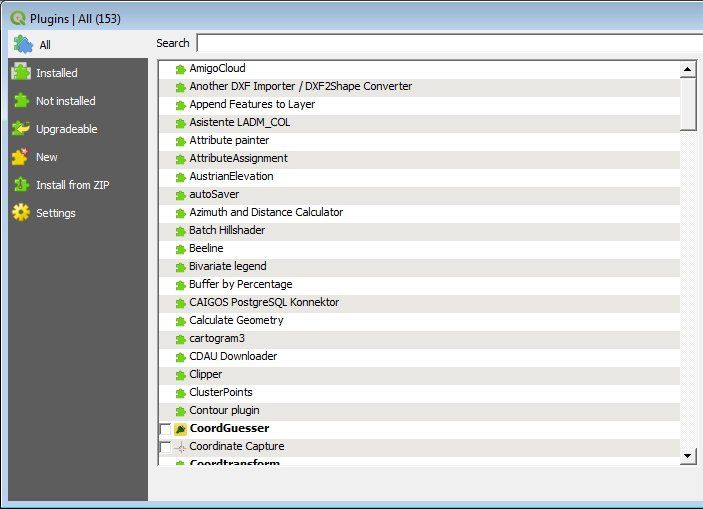 Plugins | All (153)
All
Installed
Not installed
Upgradeable
New
Install from ZIP
Settings
Search
AmigoCloud
Another DXF Importer / DXF2Shape Converter
Append Features to Layer
Asistente LADM_COL
Attribute painter
AttributeAssignment
AustrianElevation
autoSaver
Azimuth and Distance Calculator
Batch Hillshader
Beeline
Bivariate legend
Buffer by Percentage
CAIGOS PostgreSQL Konnektor
Calculate Geometry
cartogram3
CDAU Downloader
Clipper
ClusterPoints
Contour plugin
CoordGuesser
Coordinate Capture
Coordtransform